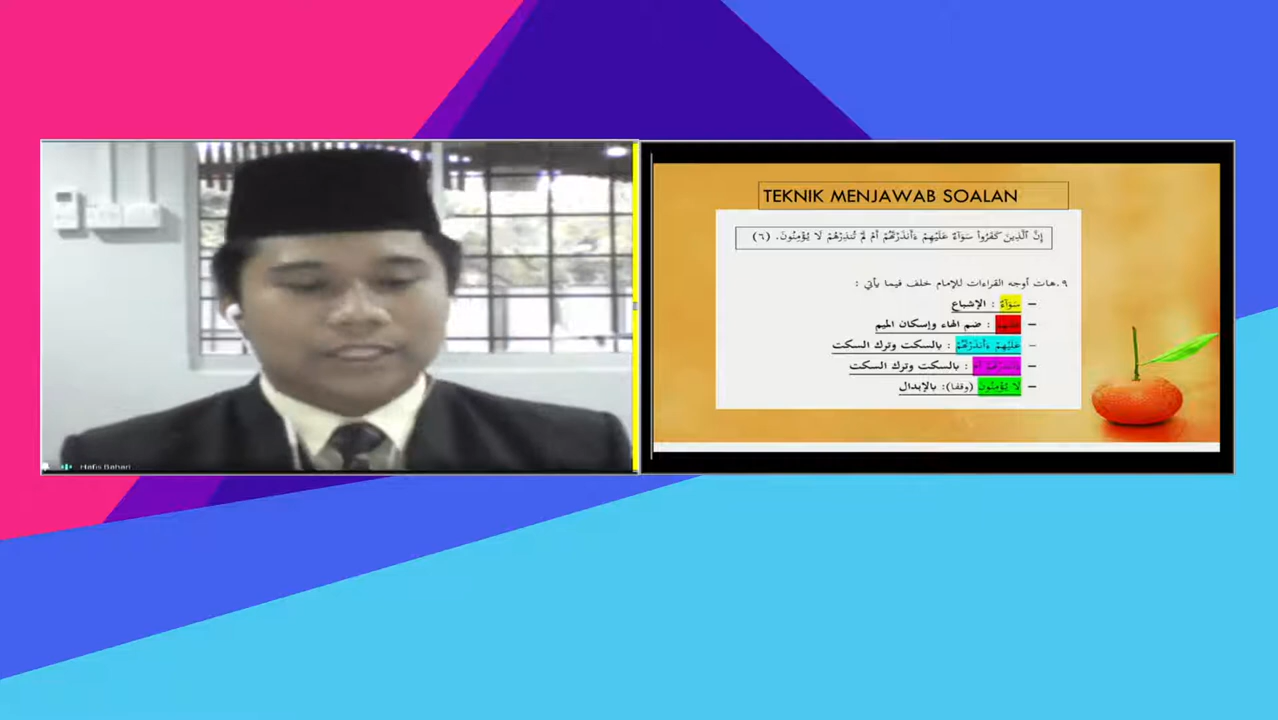 TEKNIK MENJAWAB SOALAN
إِنَّ ٱلَّذِينَ كَفَرُوا۟ سَوَآءٌ عَلَيْهِمْ ءَأَنذَرْتَهُمْ أَمْ لَمْ تُنذِرْهُمْ لَا يُؤْمِنُونَ. (٦)
٩.هات أوجه القراءات للإمام خلف فيما يأتي :
– سَوَآءٌ : الإشباع
– عَلَيْهِمْ : ضم الهاء وإسكان الميم
– عَلَيْهِمْ ءَأَنذَرْتَهُمْ : بالسكت وترك السكت
– ءَأَنذَرْتَهُمْ أَمْ : بالسكت وترك السكت
– لَا يُؤْمِنُونَ (وقفا): بالإبدال
Hafis Bahari